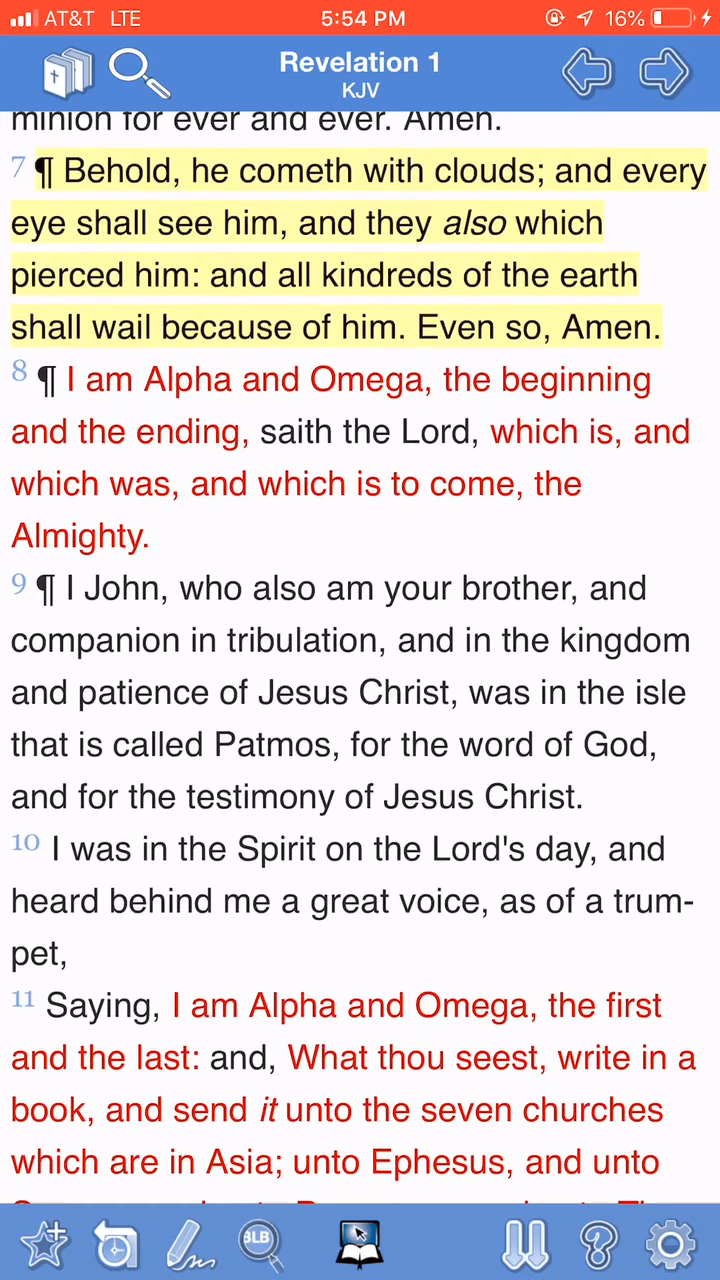 AT&T LTE 5:54 PM 16%
Revelation 1
KJV
minion for ever and ever. Amen.
7 ¶ Behold, he cometh with clouds; and every
eye shall see him, and they also which
pierced him: and all kindreds of the earth
shall wail because of him. Even so, Amen.
8 ¶ I am Alpha and Omega, the beginning
and the ending, saith the Lord, which is, and
which was, and which is to come, the
Almighty.
9 ¶ I John, who also am your brother, and
companion in tribulation, and in the kingdom
and patience of Jesus Christ, was in the isle
that is called Patmos, for the word of God,
and for the testimony of Jesus Christ.
10 I was in the Spirit on the Lord's day, and
heard behind me a great voice, as of a trum-
pet,
11 Saying, I am Alpha and Omega, the first
and the last: and, What thou seest, write in a
book, and send it unto the seven churches
which are in Asia; unto Ephesus, and unto
BLB